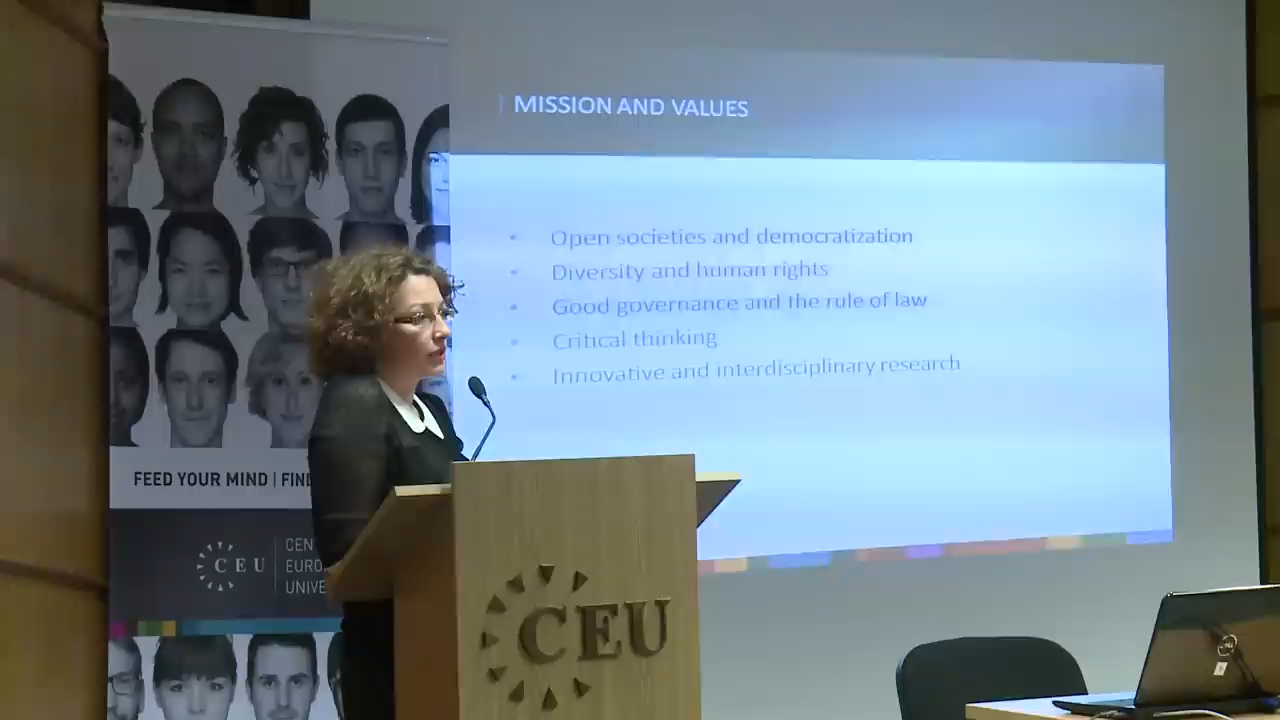 MISSION AND VALUES
• Open societies and democratization
• Diversity and human rights
• Good governance and the rule of law
• Critical thinking
• Innovative and interdisciplinary research
FEED YOUR MIND | FIN
CEU
CEN
EURO
UNIVE
CEU